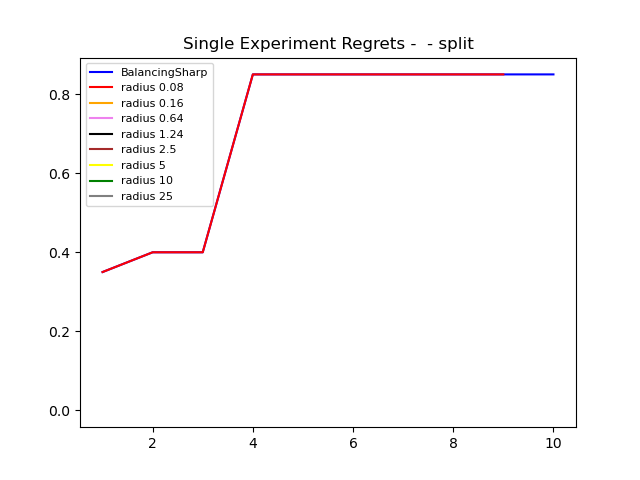 Single Experiment Regrets -  - split
BalancingSharp
radius 0.08
radius 0.16
radius 0.64
radius 1.24
radius 2.5
radius 5
radius 10
radius 25
0.8
0.6
0.4
0.2
0.0
2 4 6 8 10